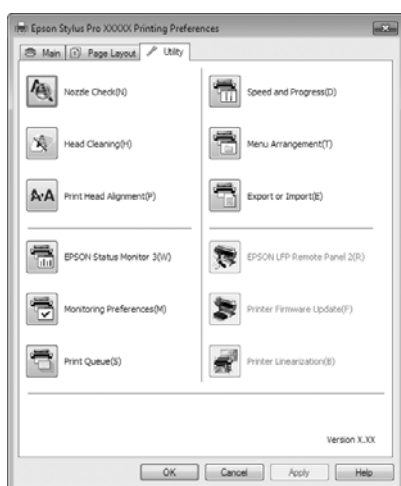 Epson Stylus Pro XXXXX Printing Preferences
Main
Page Layout
Utility
Nozzle Check(N)
Speed and Progress(D)
Head Cleaning(H)
Menu Arrangement(T)
A·A
Print Head Alignment(P)
Export or Import(E)
EPSON Status Monitor 3(W)
EPSON LFP Remote Panel 2(R)
Monitoring Preferences(M)
Printer Firmware Update(F)
Print Queue(S)
Printer Linearization(B)
Version X.XX
OK
Cancel
Apply
Help